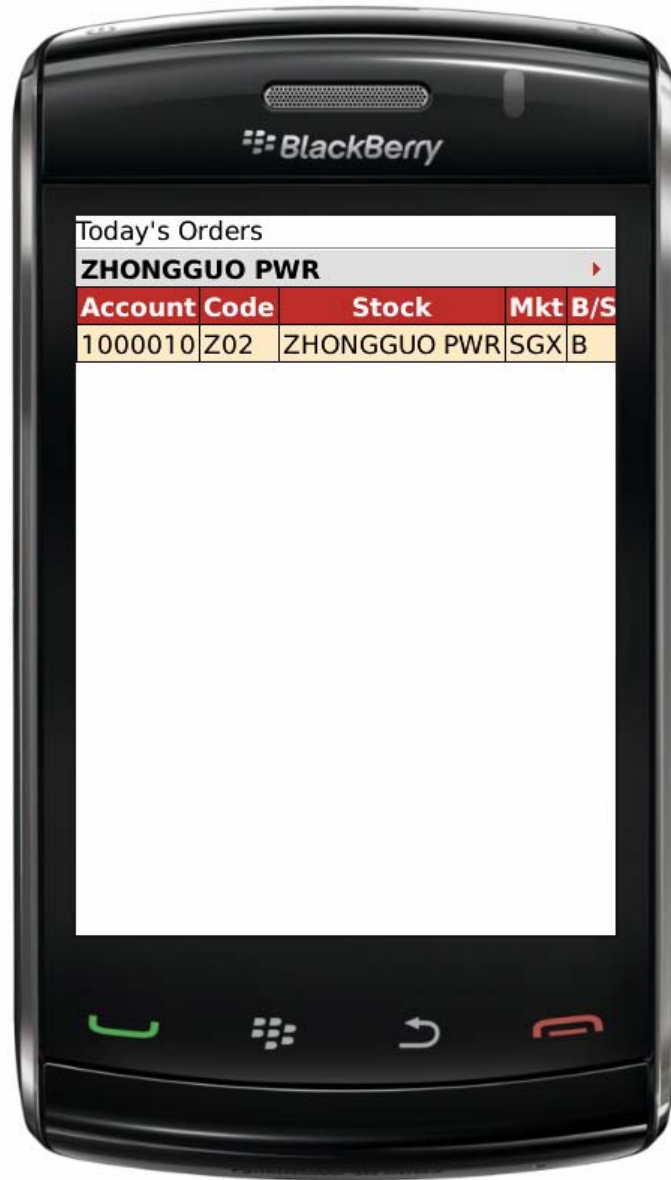 BlackBerry
Today's Orders
ZHONGGUO PWR
Account Code Stock Mkt B/S
1000010 Z02 ZHONGGUO PWR SGX B